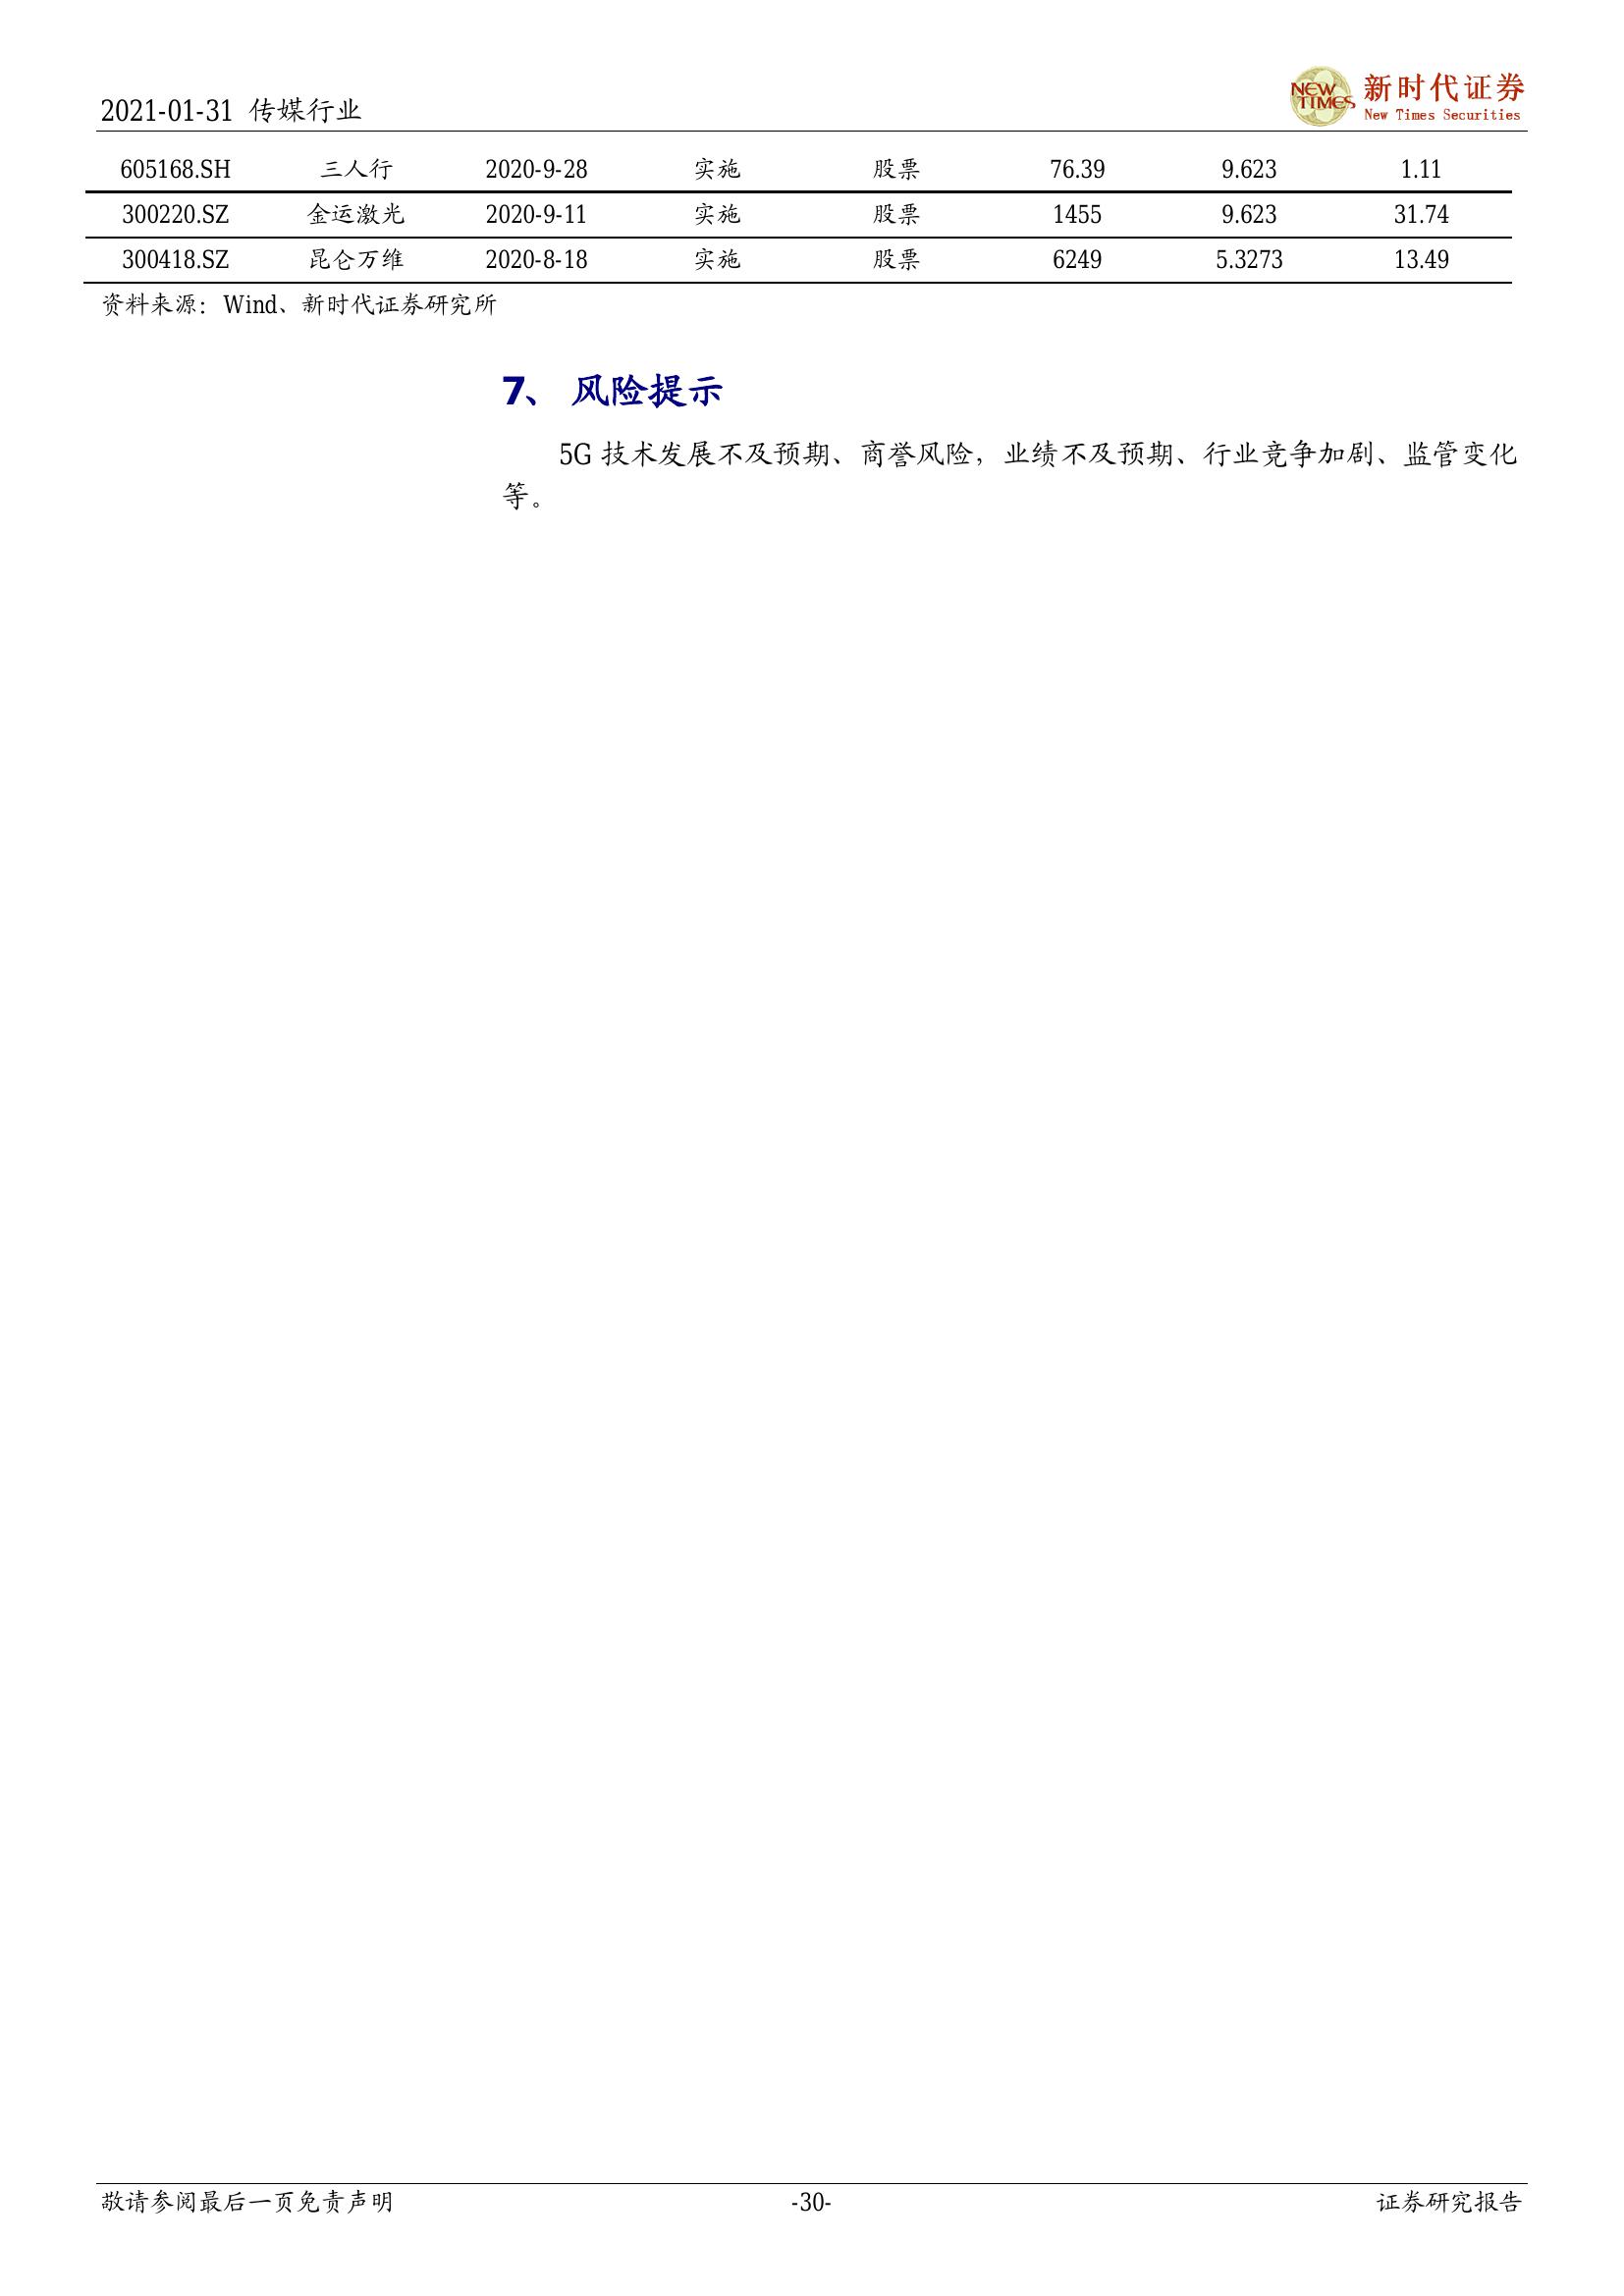 2021-01-31 传媒行业
NEW TIMES 新时代证券
New Times Securities
605168.SH 三人行 2020-9-28 实施 股票 76.39 9.623 1.11
300220.SZ 金运激光 2020-9-11 实施 股票 1455 9.623 31.74
300418.SZ 昆仑万维 2020-8-18 实施 股票 6249 5.3273 13.49
资料来源：Wind、新时代证券研究所
7、 风险提示
5G 技术发展不及预期、商誉风险，业绩不及预期、行业竞争加剧、监管变化
等。
敬请参阅最后一页免责声明 -30- 证券研究报告